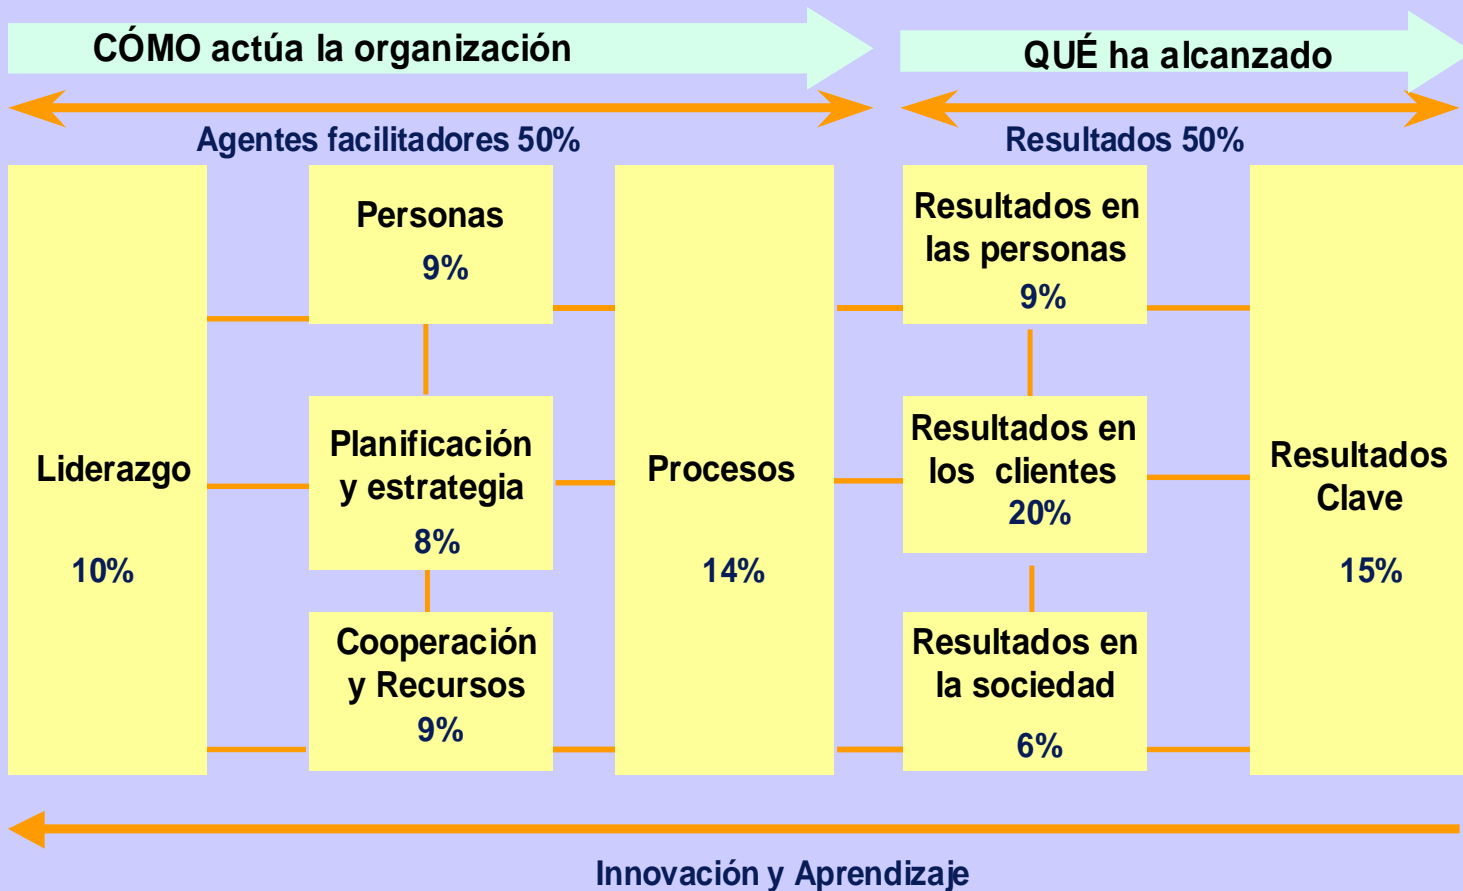 CÓMO actúa la organización
QUÉ ha alcanzado
Agentes facilitadores 50%
Resultados 50%
Liderazgo
10%
Personas
9%
Planificación
y estrategia
8%
Cooperación
y Recursos
9%
Procesos
14%
Resultados en
las personas
9%
Resultados en
los clientes
20%
Resultados en
la sociedad
6%
Resultados
Clave
15%
Innovación y Aprendizaje